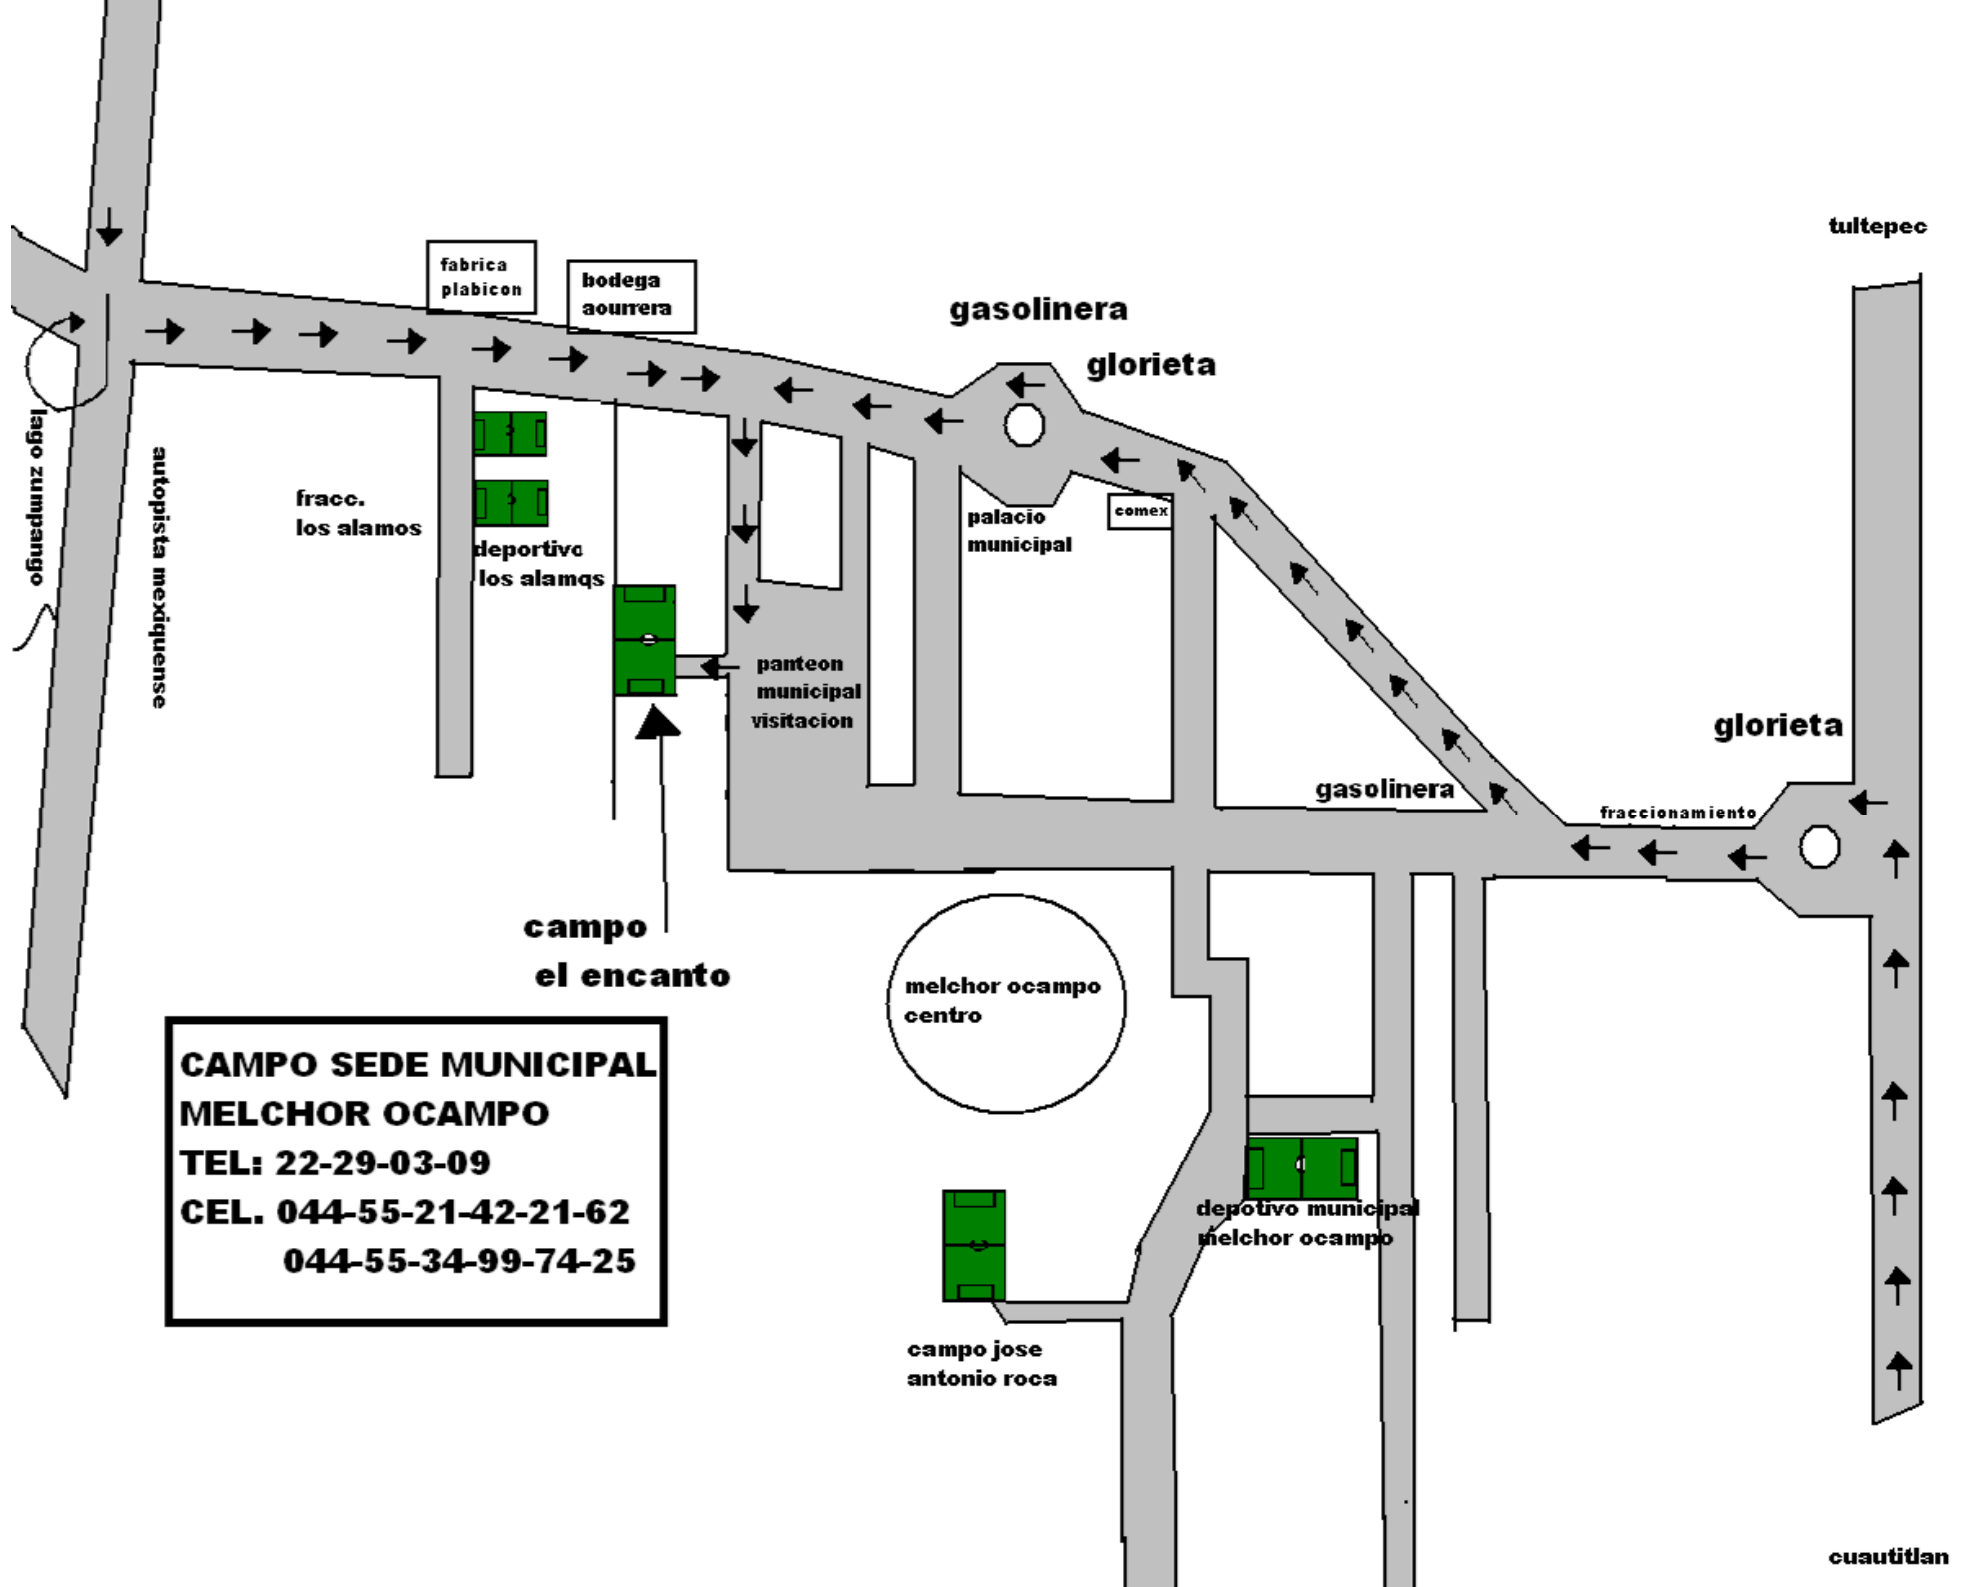 tultepec
fabrica
plabicon
bodega
aourrera
gasolinera
glorieta
lago zumpango
autopista mexiquense
fracc.
los alamos
deportivo
los alamqs
palacio
municipal
comex
panteon
municipal
visitacion
glorieta
gasolinera
fraccionamiento
campo
el encanto
melchor ocampo
centro
CAMPO SEDE MUNICIPAL
MELCHOR OCAMPO
TEL: 22-29-03-09
CEL. 044-55-21-42-21-62
044-55-34-99-74-25
depotivo municipal
melchor ocampo
campo jose
antonio roca
cuautitlan